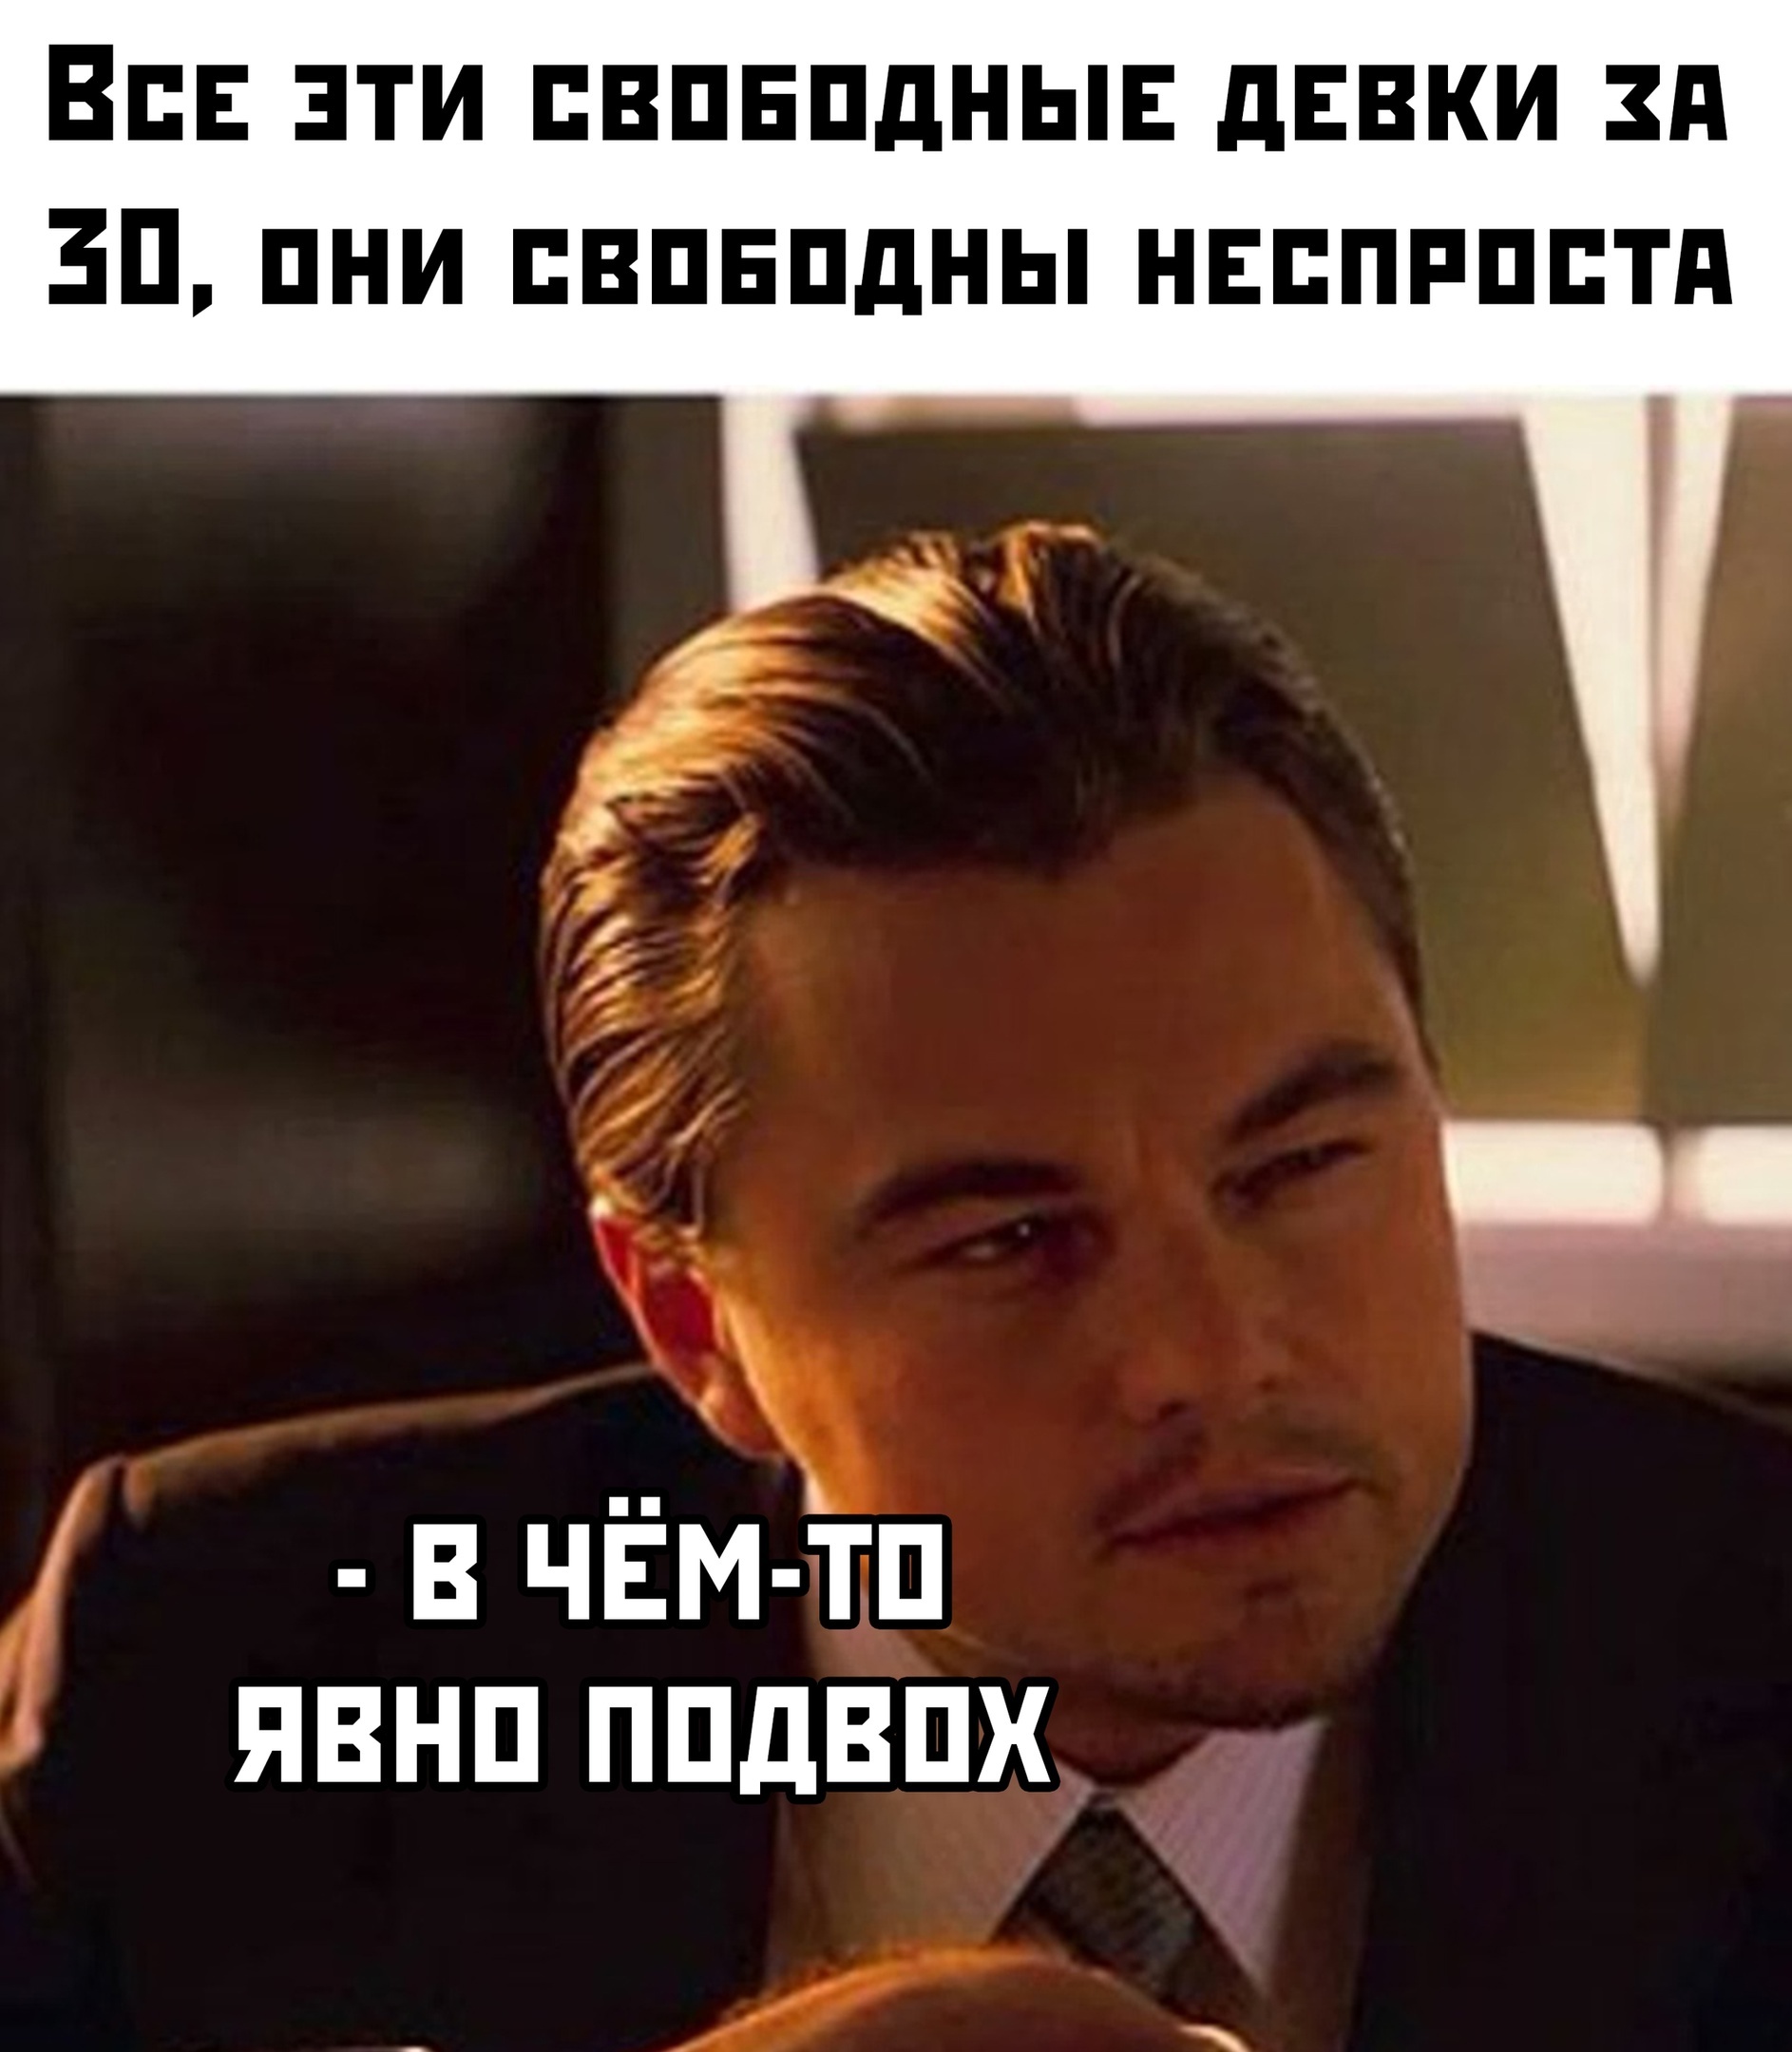 Все эти свободные девки за
30, они свободны неспроста
- в чём-то
явно подвох